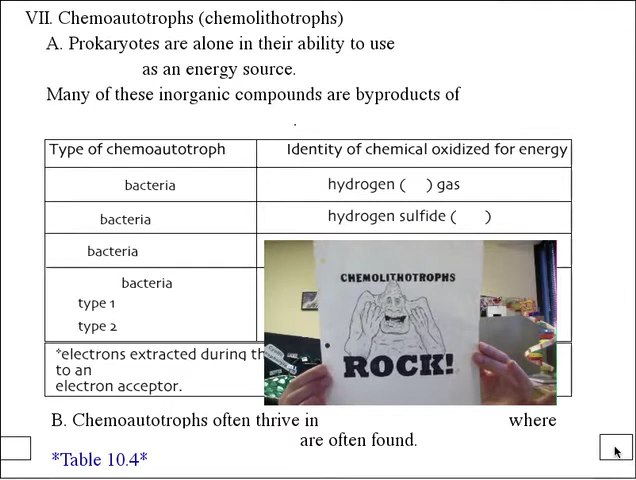 VII. Chemoautotrophs (chemolithotrophs)
A. Prokaryotes are alone in their ability to use
as an energy source.
Many of these inorganic compounds are byproducts of
.
Type of chemoautotroph Identity of chemical oxidized for energy
bacteria hydrogen ( ) gas
bacteria hydrogen sulfide ( )
bacteria
bacteria
type 1
type 2
CHEMOLITHOTROPHS
ROCK!
*electrons extracted during th
to an
electron acceptor.
B. Chemoautotrophs often thrive in where
are often found.
*Table 10.4*